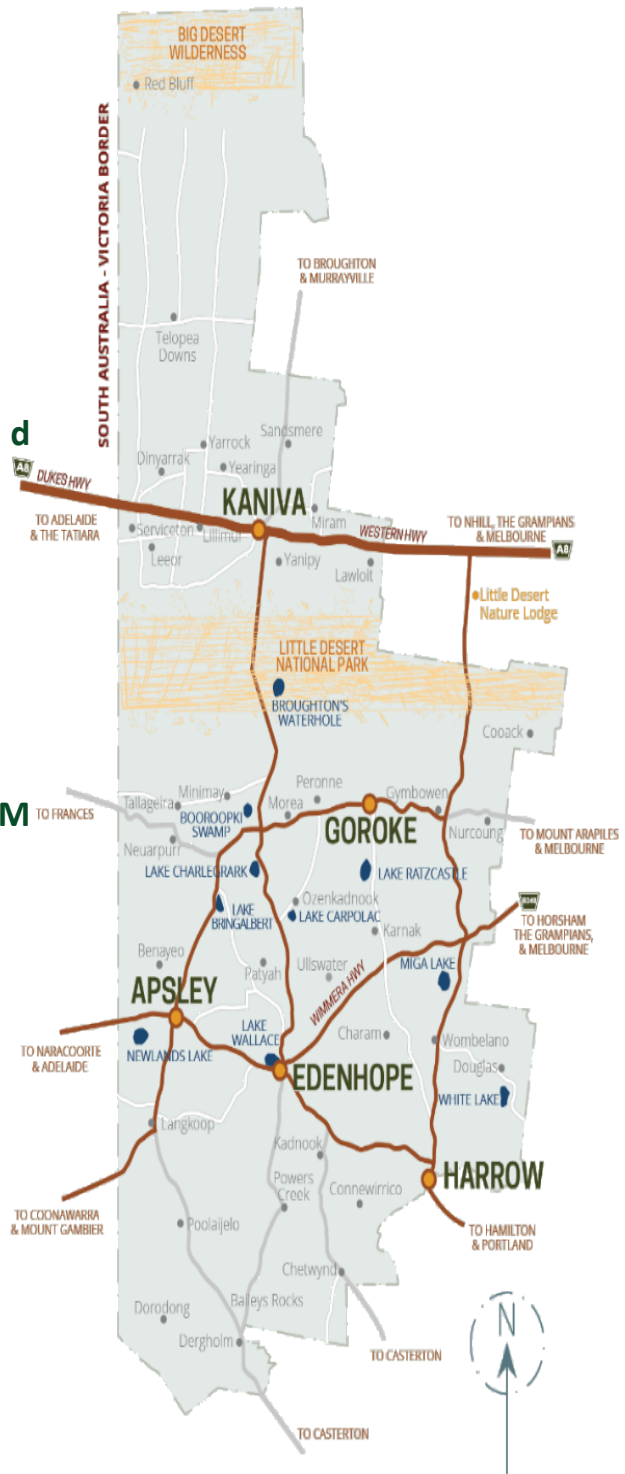 BIG DESERT
WILDERNESS
Red Bluff
SOUTH AUSTRALIA - VICTORIA BORDER
TO BROUGHTON
& MURRAYVILLE
Telopea
Downs
d
A8
DUKES HWY
Sandsmere
Yarrock
Dinyarrak
Yearinga
KANIVA
TO ADELAIDE
& THE TATIARA
Serviceton
Lillimur
Miram
WESTERN HWY
TO NHILL, THE GRAMPIANS
& MELBOURNE
A8
Leeor
Yanipy
Lawloit
Little Desert
Nature Lodge
LITTLE DESERT
NATIONAL PARK
BROUGHTON'S
WATERHOLE
Cooack
Peronne
Minimay
Tallageira
Morea
Gymbowen
M
TO FRANCES
BOOROOPKI
SWAMP
GOROKE
Nurcoung
TO MOUNT ARAPILES
& MELBOURNE
Neuarpurr
LAKE CHARLEGRARK
LAKE RATZCASTLE
Ozenkadnook
LAKE
BRINGALBERT
LAKE CARPOLAC
Karnak
TO HORSHAM
THE GRAMPIANS,
& MELBOURNE
Benayeo
Patyah
Ullswater
WIMMERA HWY
MIGA LAKE
APSLEY
LAKE
WALLACE
Charam
Wombelano
TO NARACOORTE
& ADELAIDE
NEWLANDS LAKE
EDENHOPE
Douglas
WHITE LAKE
Langkoop
Kadnook
HARROW
Powers
Creek
Connewirrico
TO COONAWARRA
& MOUNT GAMBIER
Poolaijelo
TO HAMILTON
& PORTLAND
Chetwynd
Dorodong
Baileys Rocks
Dergholm
TO CASTERTON
N
TO CASTERTON